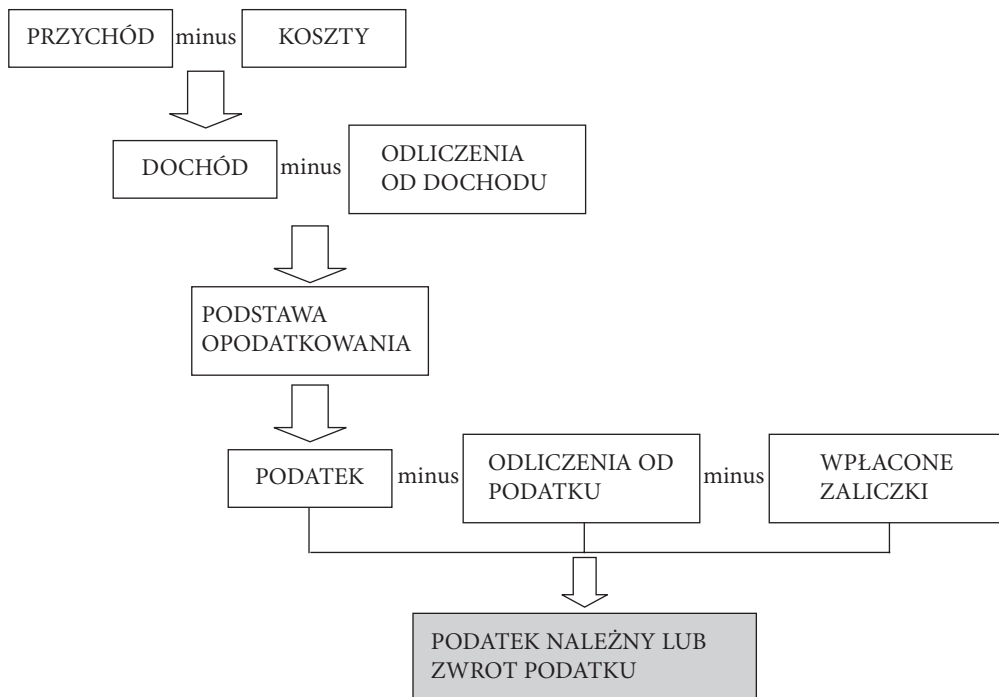 PRZYCHÓD minus KOSZTY
DOCHÓD minus ODLICZENIA
OD DOCHODU
PODSTAWA
OPODATKOWANIA
PODATEK minus ODLICZENIA OD
PODATKU
minus WPŁACONE
ZALICZKI
PODATEK NALEŻNY LUB
ZWROT PODATKU